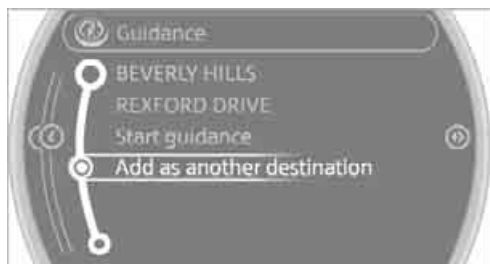 Guidance
BEVERLY HILLS
REXFORD DRIVE
Start guidance
Add as another destination